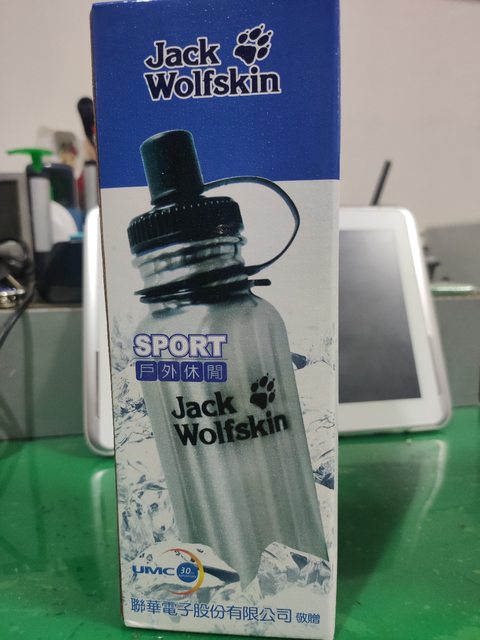 Jack
Wolfskin
SPORT
戶外休閒
Jack
Wolfskin
UMC 30
聯華電子股份有限公司 敬贈